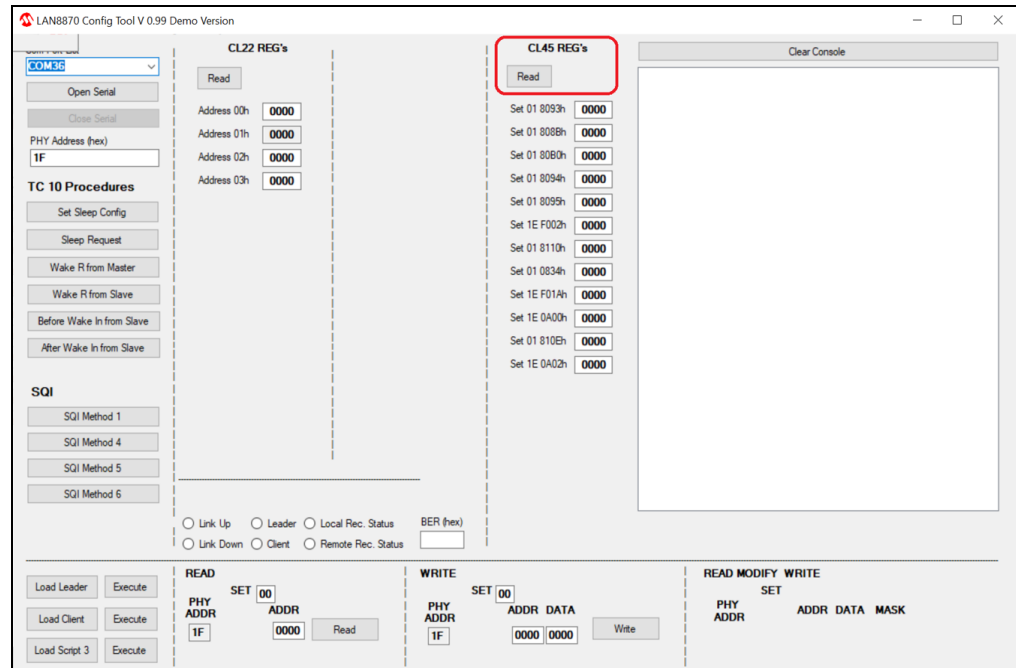 LAN8870 Config Tool V 0.99 Demo Version
COM36
Open Serial
Close Serial
PHY Address (hex)
1F
TC 10 Procedures
Set Sleep Config
Sleep Request
Wake R from Master
Wake R from Slave
Before Wake In from Slave
After Wake In from Slave
SQI
SQI Method 1
SQI Method 4
SQI Method 5
SQI Method 6
CL22 REG's
Read
Address 00h 0000
Address 01h 0000
Address 02h 0000
Address 03h 0000
CL45 REG's
Read
Set 01 8093h 0000
Set 01 808Bh 0000
Set 01 80B0h 0000
Set 01 8094h 0000
Set 01 8095h 0000
Set 1E F002h 0000
Set 01 8110h 0000
Set 01 0834h 0000
Set 1E F01Ah 0000
Set 1E 0A00h 0000
Set 01 810Eh 0000
Set 1E 0A02h 0000
Clear Console
Link Up Leader Local Rec. Status BER (hex)
Link Down Client Remote Rec. Status
Load Leader Execute
Load Client Execute
Load Script 3 Execute
READ
SET 00
PHY ADDR ADDR
1F 0000 Read
WRITE
SET 00
PHY ADDR ADDR DATA
1F 0000 0000 Write
READ MODIFY WRITE
SET
PHY ADDR ADDR DATA MASK